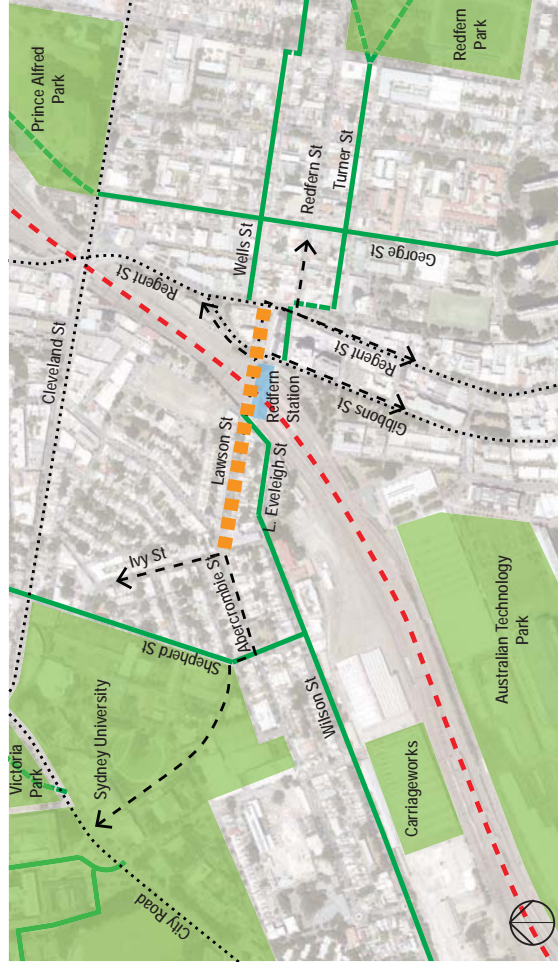 Prince Alfred
Park
Redfern
Park
Cleveland St
Regent St
Wells St
Redfern St
Turner St
George St
Regent St
Gibbons St
Redfern
Station
Lawson St
L. Eveleigh St
Ivy St
Abercrombie St
Shepherd St
Wilson St
Victoria
Park
Sydney University
City Road
Carriageworks
Australian Technology
Park